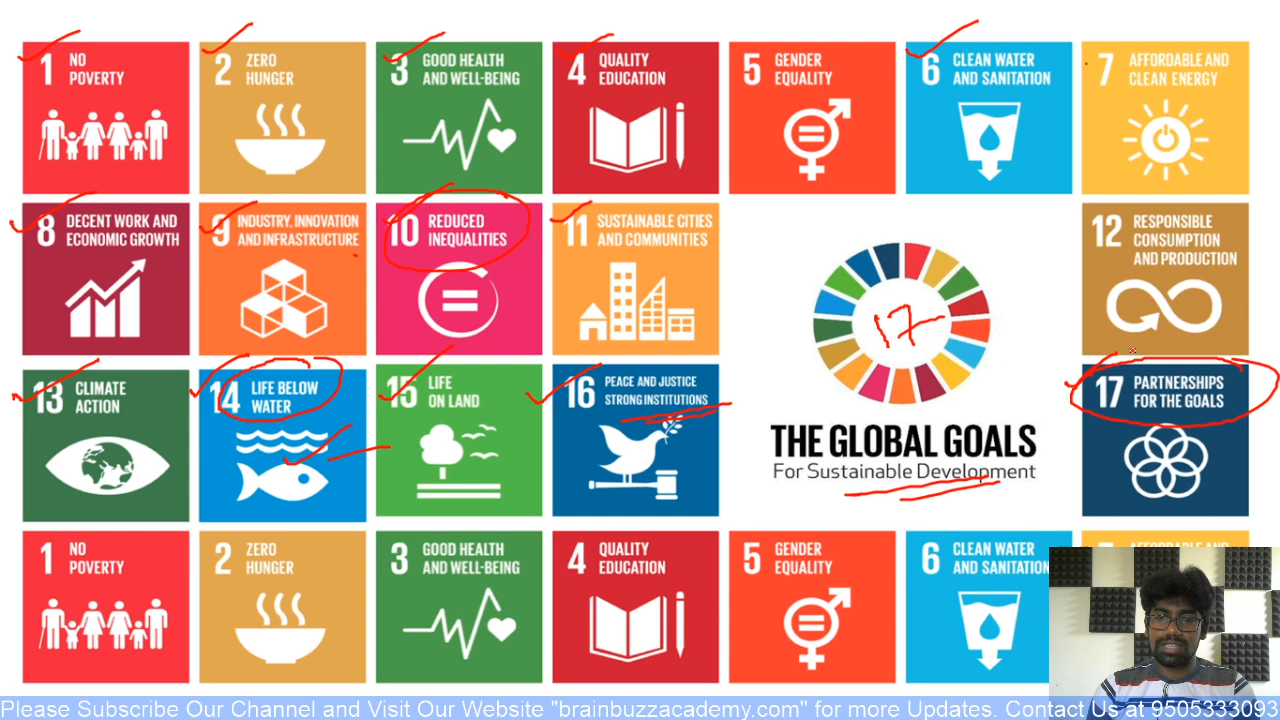 1 NO
POVERTY
2 ZERO
HUNGER
3 GOOD HEALTH
AND WELL-BEING
4 QUALITY
EDUCATION
5 GENDER
EQUALITY
6 CLEAN WATER
AND SANITATION
7 AFFORDABLE AND
CLEAN ENERGY
8 DECENT WORK AND
ECONOMIC GROWTH
9 INDUSTRY, INNOVATION
AND INFRASTRUCTURE
10 REDUCED
INEQUALITIES
11 SUSTAINABLE CITIES
AND COMMUNITIES
12 RESPONSIBLE
CONSUMPTION
AND PRODUCTION
17
13 CLIMATE
ACTION
14 LIFE BELOW
WATER
15 LIFE
ON LAND
16 PEACE AND JUSTICE
STRONG INSTITUTIONS
THE GLOBAL GOALS
For Sustainable Development
17 PARTNERSHIPS
FOR THE GOALS
1 NO
POVERTY
2 ZERO
HUNGER
3 GOOD HEALTH
AND WELL-BEING
4 QUALITY
EDUCATION
5 GENDER
EQUALITY
6 CLEAN WATER
AND SANITATION
Please Subscribe Our Channel and Visit Our Website "brainbuzzacademy.com" for more Updates. Contact Us at 9505333093